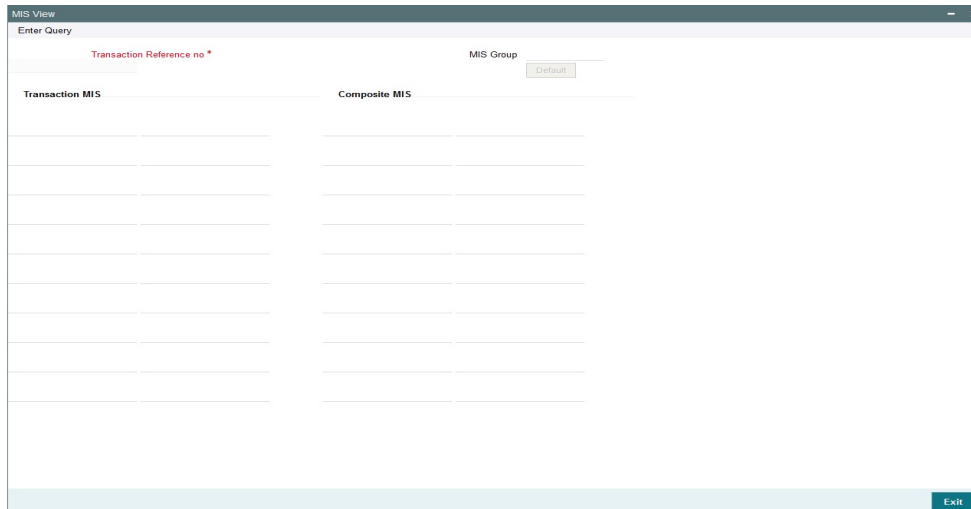 MIS View
Enter Query
Transaction Reference no * MIS Group
Default
Transaction MIS Composite MIS
Exit